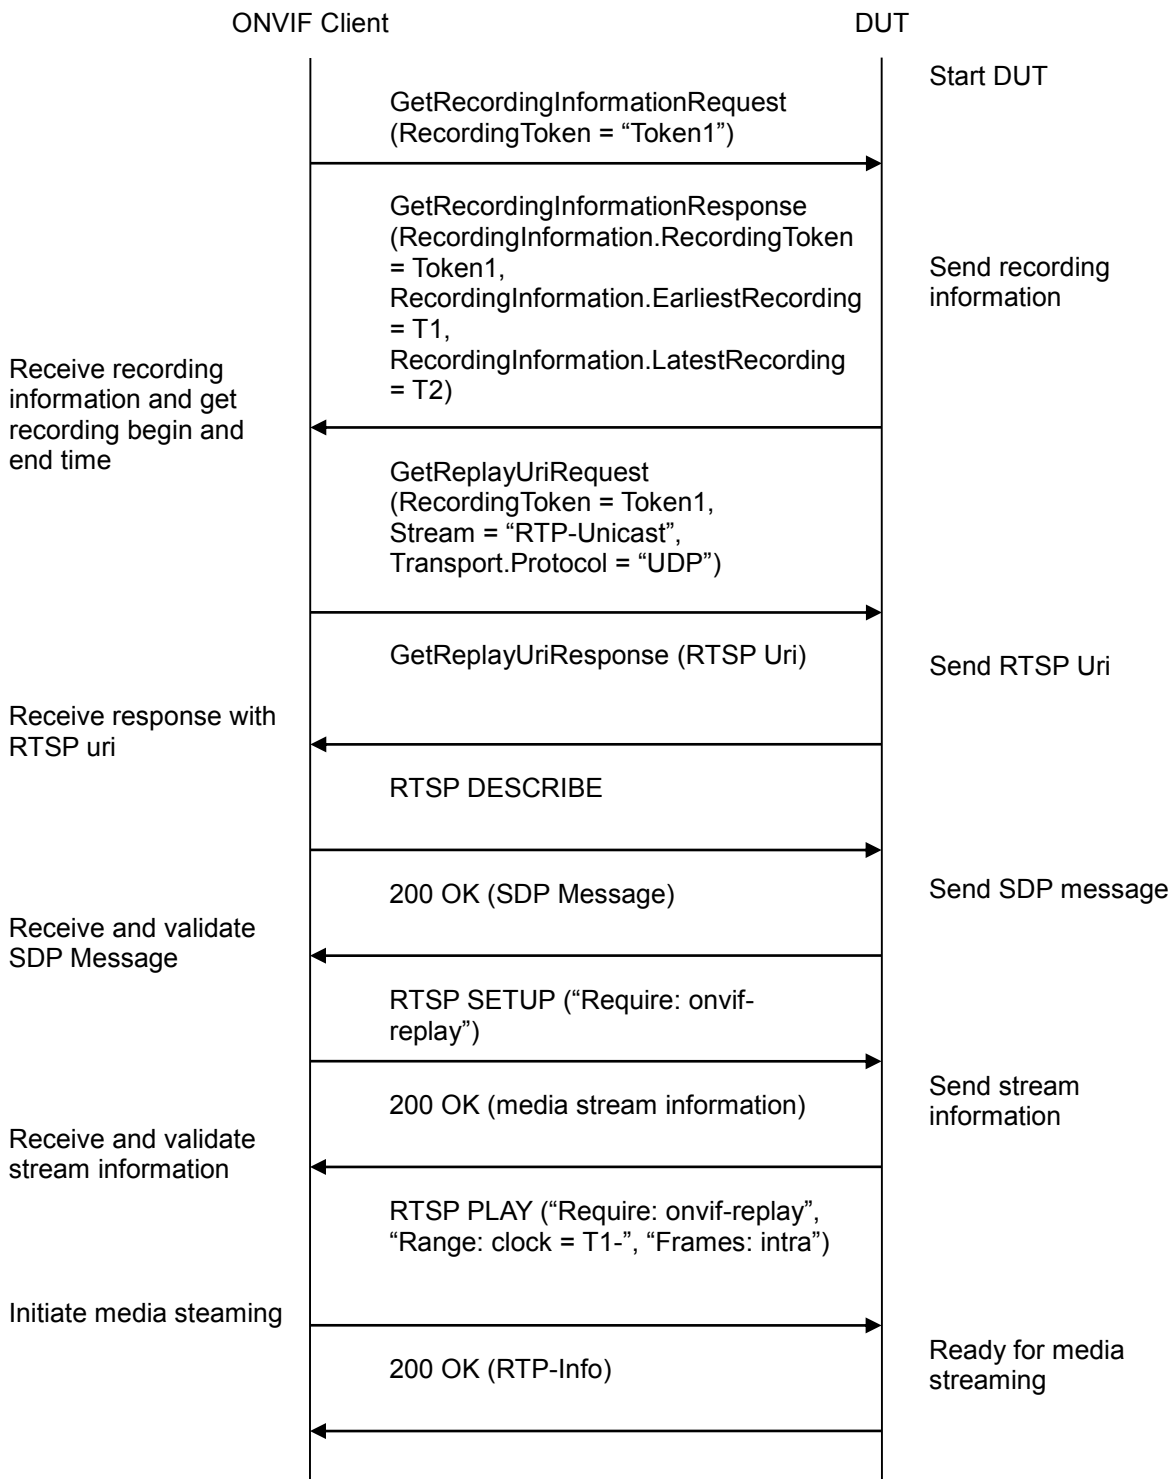 ONVIF Client
DUT
Start DUT
GetRecordingInformationRequest
(RecordingToken = “Token1”)
GetRecordingInformationResponse
(RecordingInformation.RecordingToken
= Token1,
RecordingInformation.EarliestRecording
= T1,
RecordingInformation.LatestRecording
= T2)
Send recording
information
Receive recording
information and get
recording begin and
end time
GetReplayUriRequest
(RecordingToken = Token1,
Stream = “RTP-Unicast”,
Transport.Protocol = “UDP”)
GetReplayUriResponse (RTSP Uri)
Send RTSP Uri
Receive response with
RTSP uri
RTSP DESCRIBE
200 OK (SDP Message)
Send SDP message
Receive and validate
SDP Message
RTSP SETUP (“Require: onvif-
replay”)
200 OK (media stream information)
Send stream
information
Receive and validate
stream information
RTSP PLAY (“Require: onvif-replay”,
“Range: clock = T1-”, “Frames: intra”)
Initiate media steaming
200 OK (RTP-Info)
Ready for media
streaming